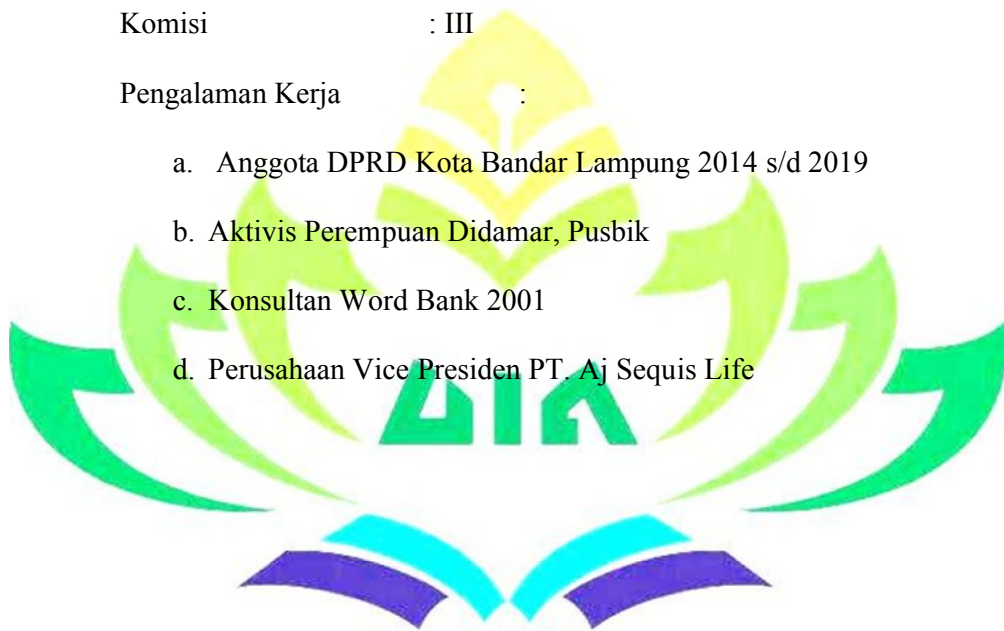 Komisi : III
Pengalaman Kerja :
a. Anggota DPRD Kota Bandar Lampung 2014 s/d 2019
b. Aktivis Perempuan Didamar, Pusbik
c. Konsultan Word Bank 2001
d. Perusahaan Vice Presiden PT. Aj Sequis Life